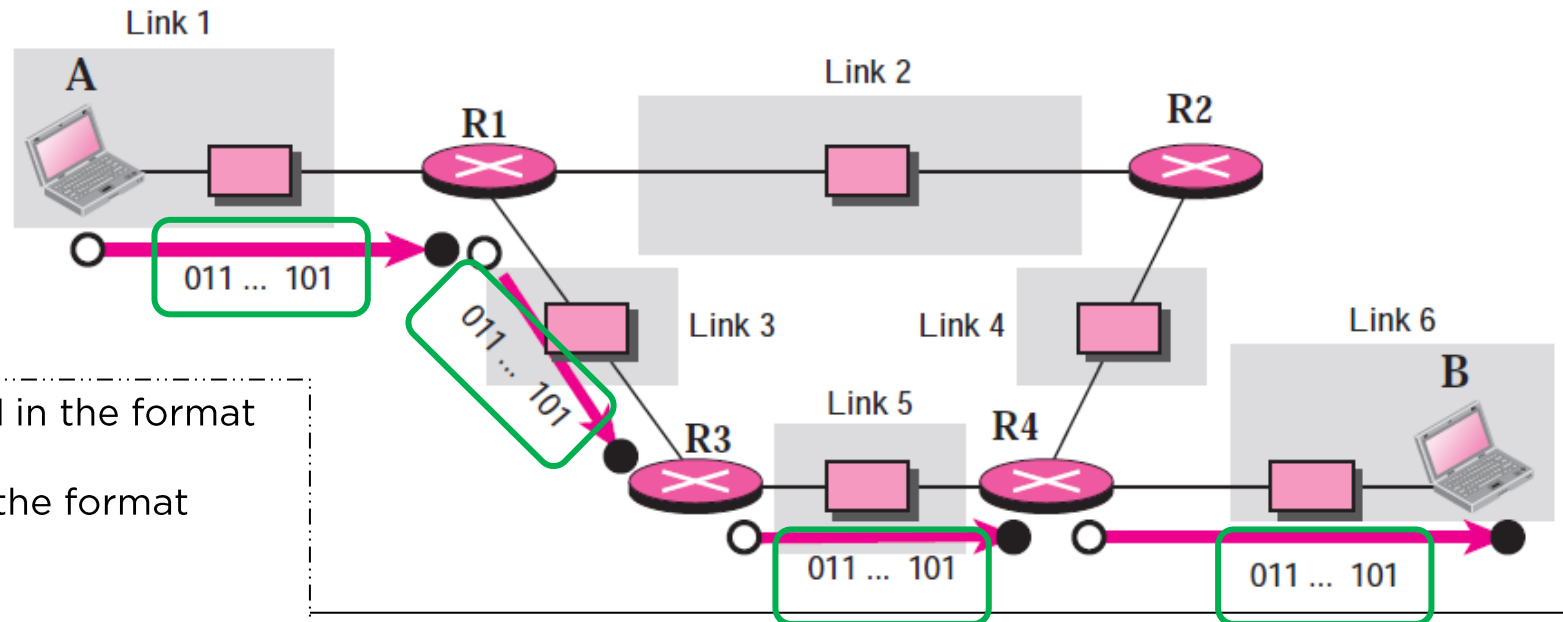 Link 1
A
Link 2
R1
R2
011 ... 101
011 ... 101
Link 3
Link 4
Link 6
B
in the format
the format
Link 5
R3
R4
011 ... 101
011 ... 101